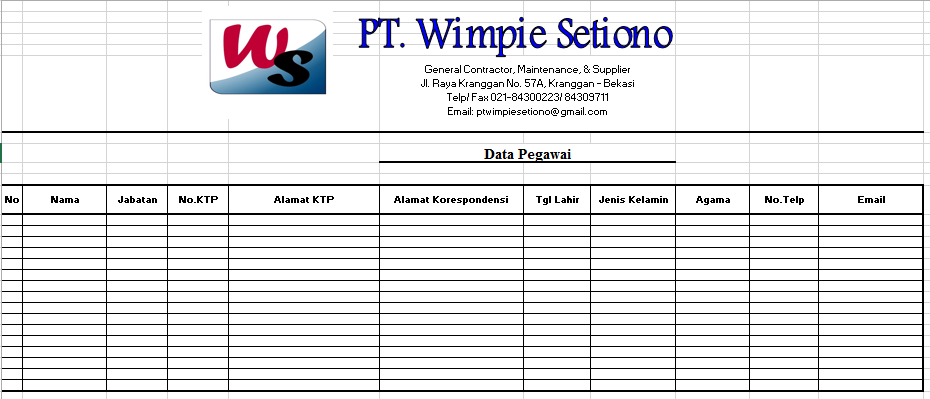 WS
PT. Wimpie Setiono
General Contractor, Maintenance, & Supplier
Jl. Raya Kranggan No. 57A, Kranggan - Bekasi
Telp/ Fax 021-84300223/ 84309711
Email: ptwimpiesetiono@gmail.com
Data Pegawai
No Nama Jabatan No.KTP Alamat KTP Alamat Korespondensi Tgl Lahir Jenis Kelamin Agama No.Telp Email